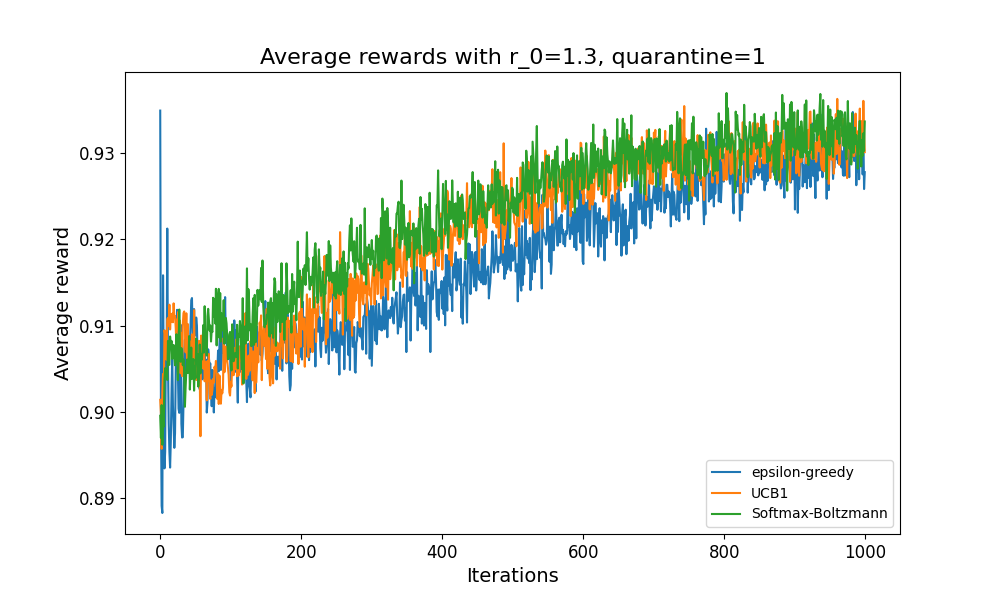 Average rewards with r_0=1.3, quarantine=1
Average reward
0.93
0.92
0.91
0.90
0.89
0
200
400
600
800
1000
Iterations
epsilon-greedy
UCB1
Softmax-Boltzmann